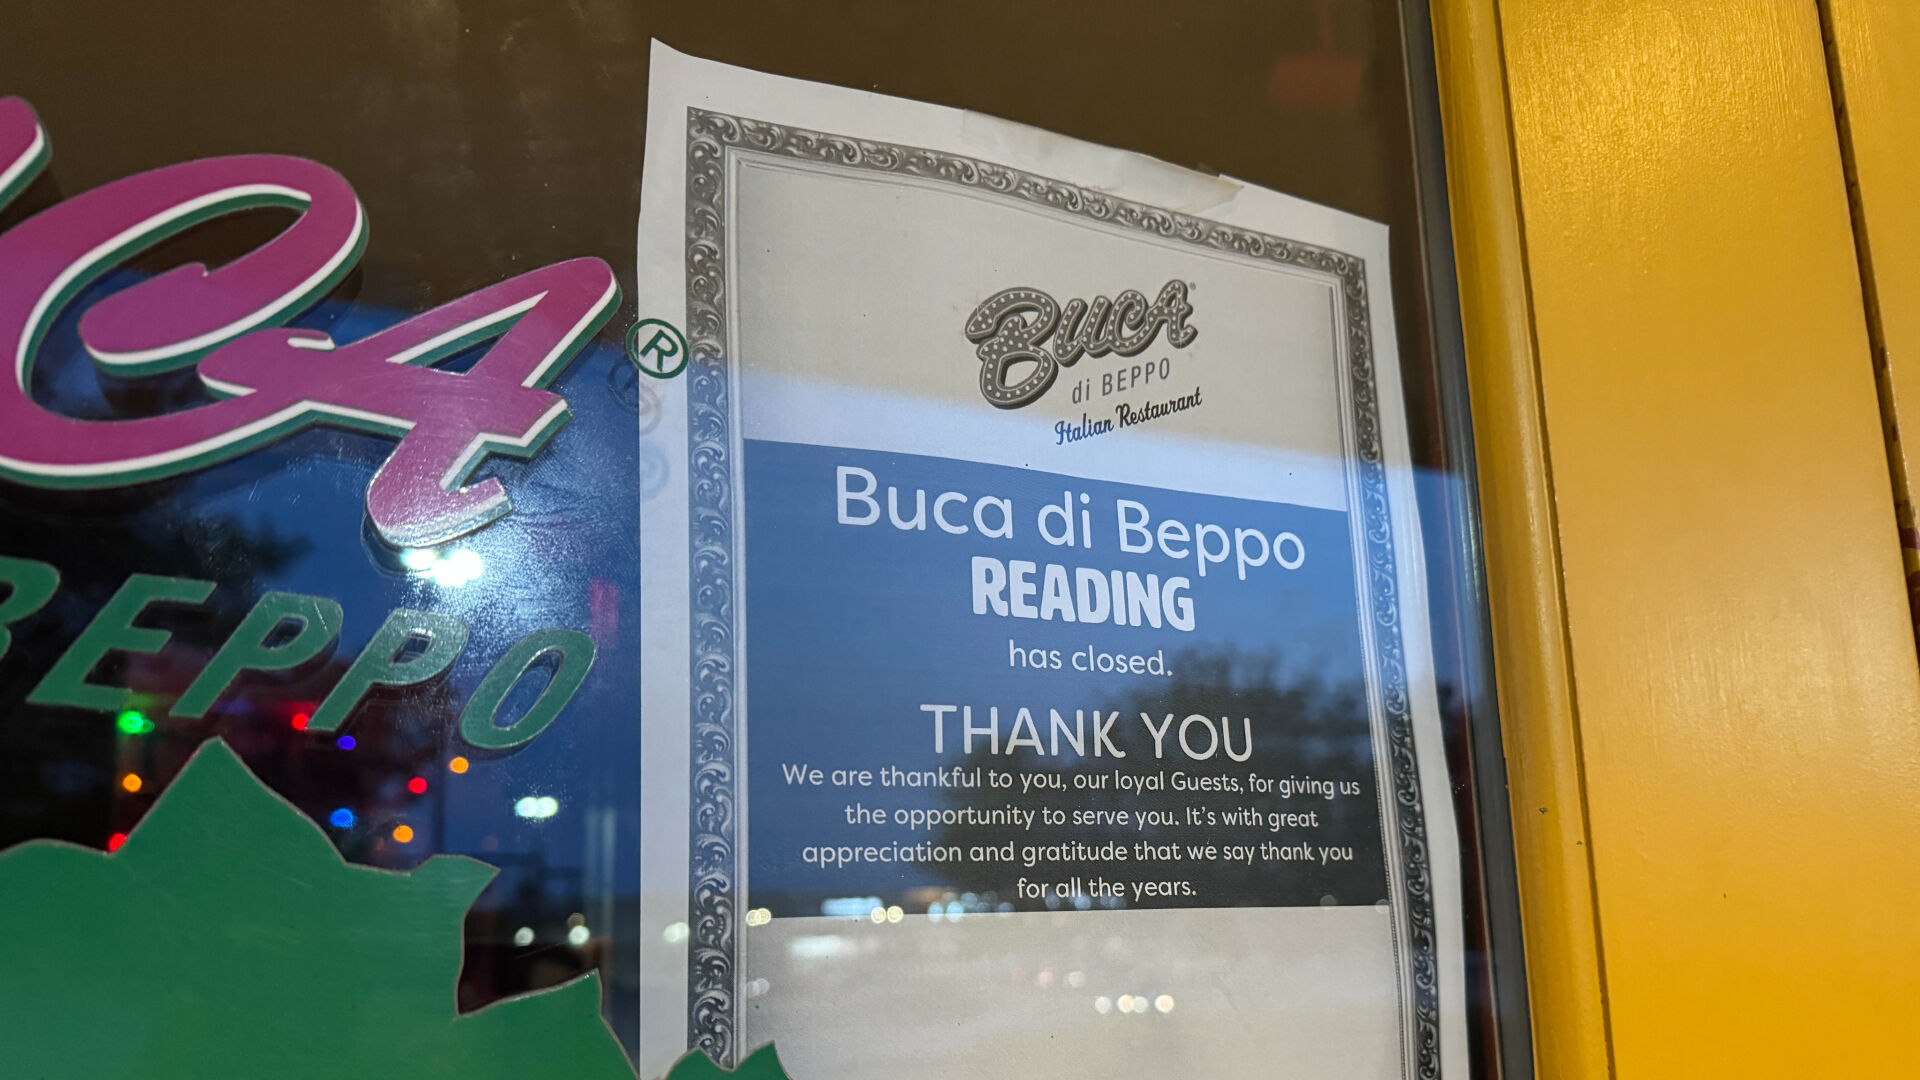 CA®
BEPPO
BUCA
di BEPPO
Italian Restaurant
Buca di Beppo
READING
has closed.
THANK YOU
We are thankful to you, our loyal Guests, for giving us
the opportunity to serve you. It's with great
appreciation and gratitude that we say thank you
for all the years.